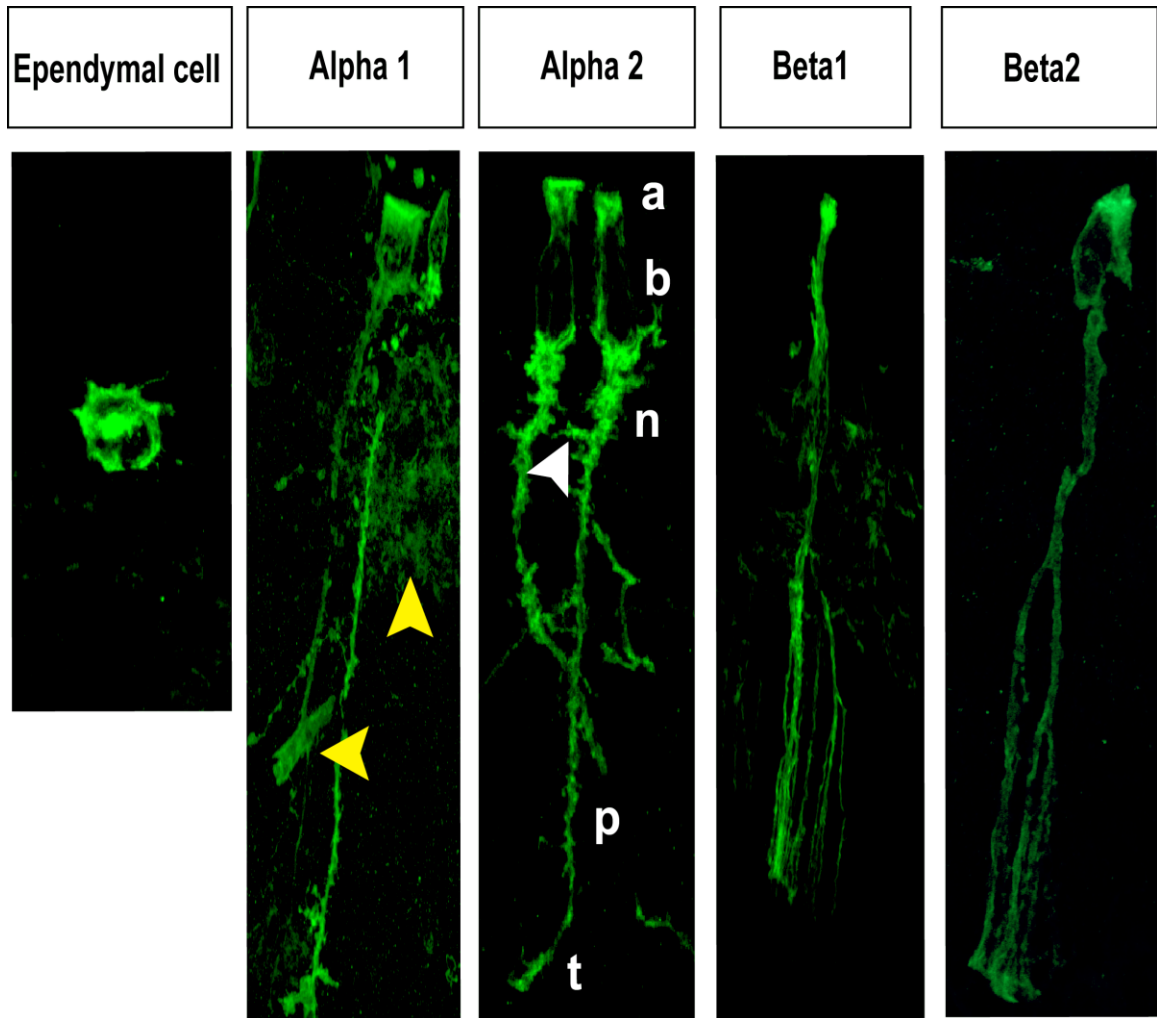 Ependymal cell
Alpha 1
Alpha 2
Beta1
Beta2
a
b
n
p
t